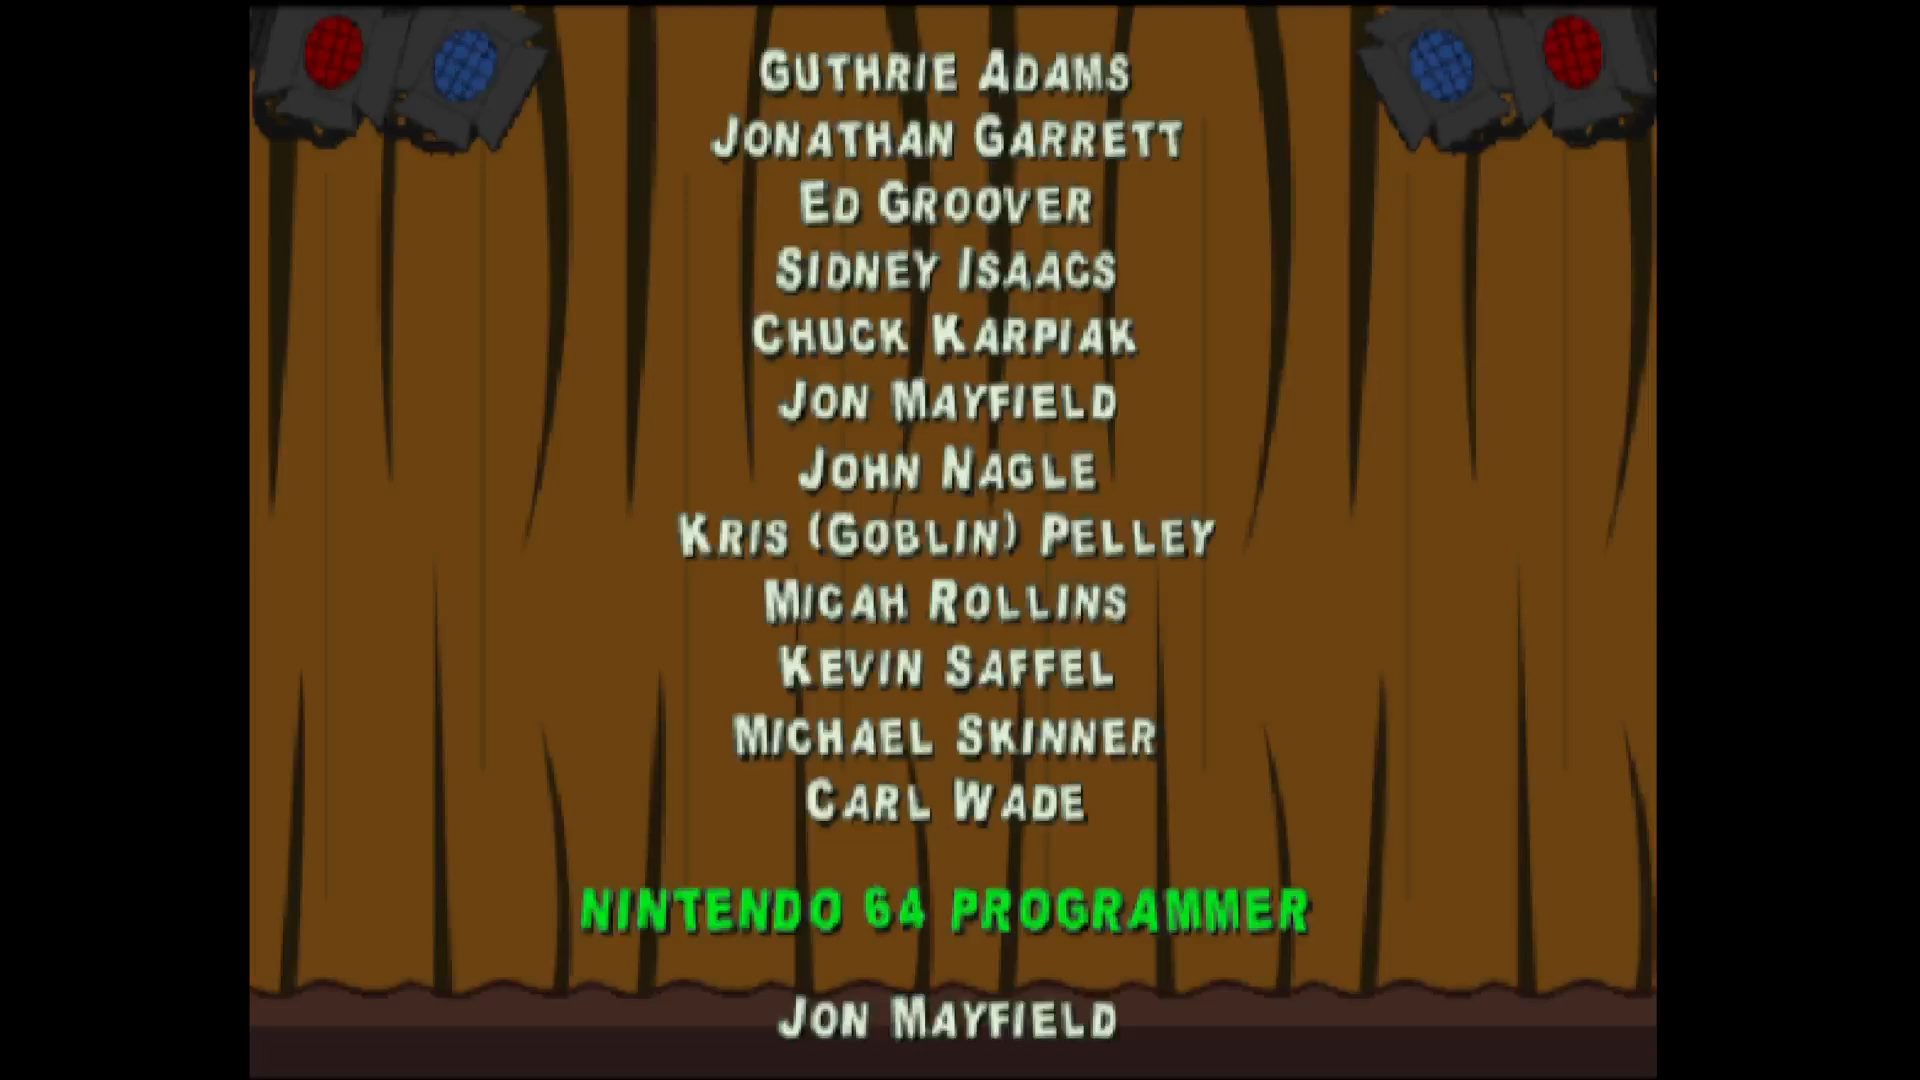 GUTHRIE ADAMS
JONATHAN GARRETT
ED GROOVER
SIDNEY ISAACS
CHUCK KARPIAK
JON MAYFIELD
JOHN NAGLE
KRIS (GOBLIN) PELLEY
MICAH ROLLINS
KEVIN SAFFEL
MICHAEL SKINNER
CARL WADE
NINTENDO 64 PROGRAMMER
JON MAYFIELD